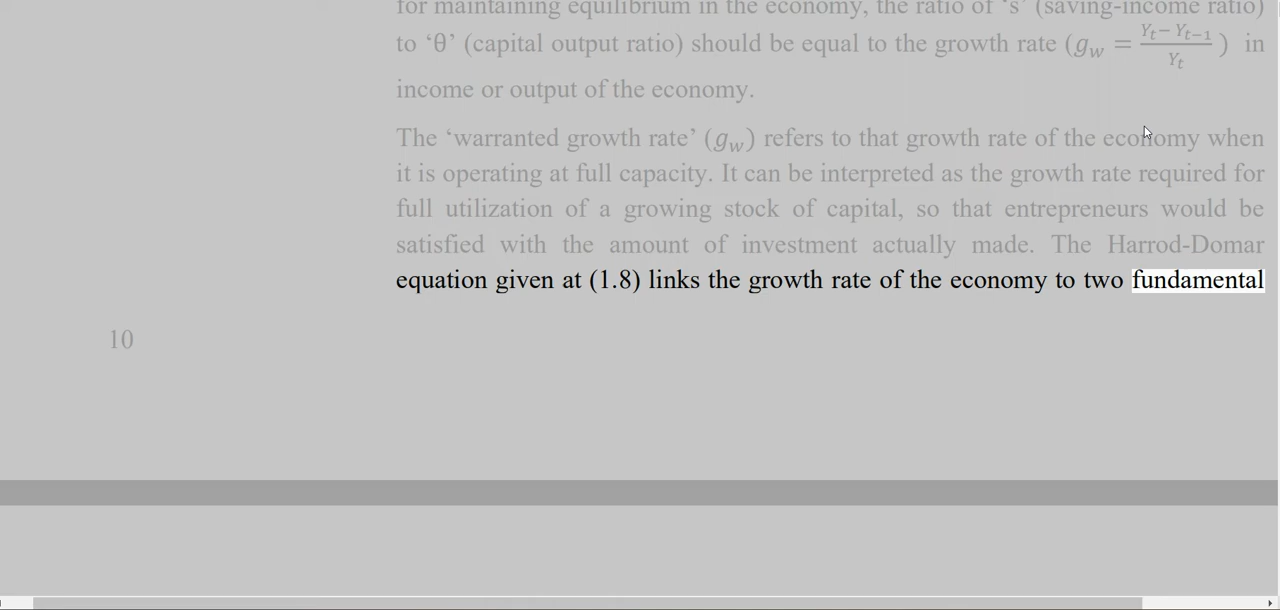 for maintaining equilibrium in the economy, the ratio of ‘s’ (saving-income ratio)
to ‘θ’ (capital output ratio) should be equal to the growth rate (g_w = \frac{Y_t - Y_{t-1}}{Y_t}) in
income or output of the economy.
The ‘warranted growth rate’ (g_w) refers to that growth rate of the economy when
it is operating at full capacity. It can be interpreted as the growth rate required for
full utilization of a growing stock of capital, so that entrepreneurs would be
satisfied with the amount of investment actually made. The Harrod-Domar
equation given at (1.8) links the growth rate of the economy to two fundamental
10